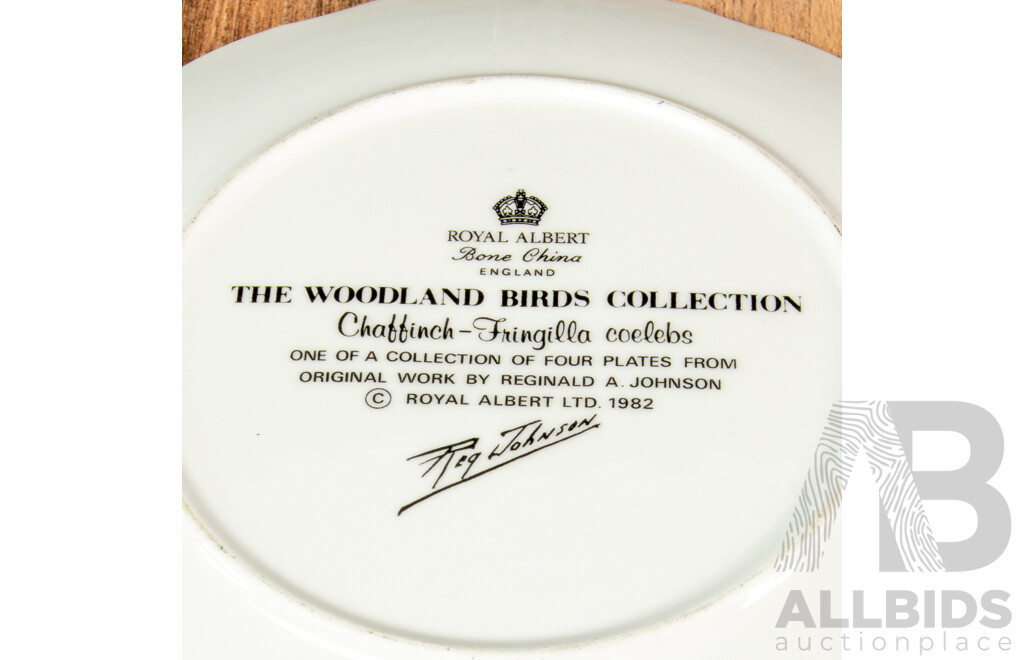 ROYAL ALBERT
Bone China
ENGLAND
THE WOODLAND BIRDS COLLECTION
Chaffinch-Fringilla coelebs
ONE OF A COLLECTION OF FOUR PLATES FROM
ORIGINAL WORK BY REGINALD A. JOHNSON
© ROYAL ALBERT LTD. 1982
Reg Johnson
AB
ALLBIDS
auctionplace